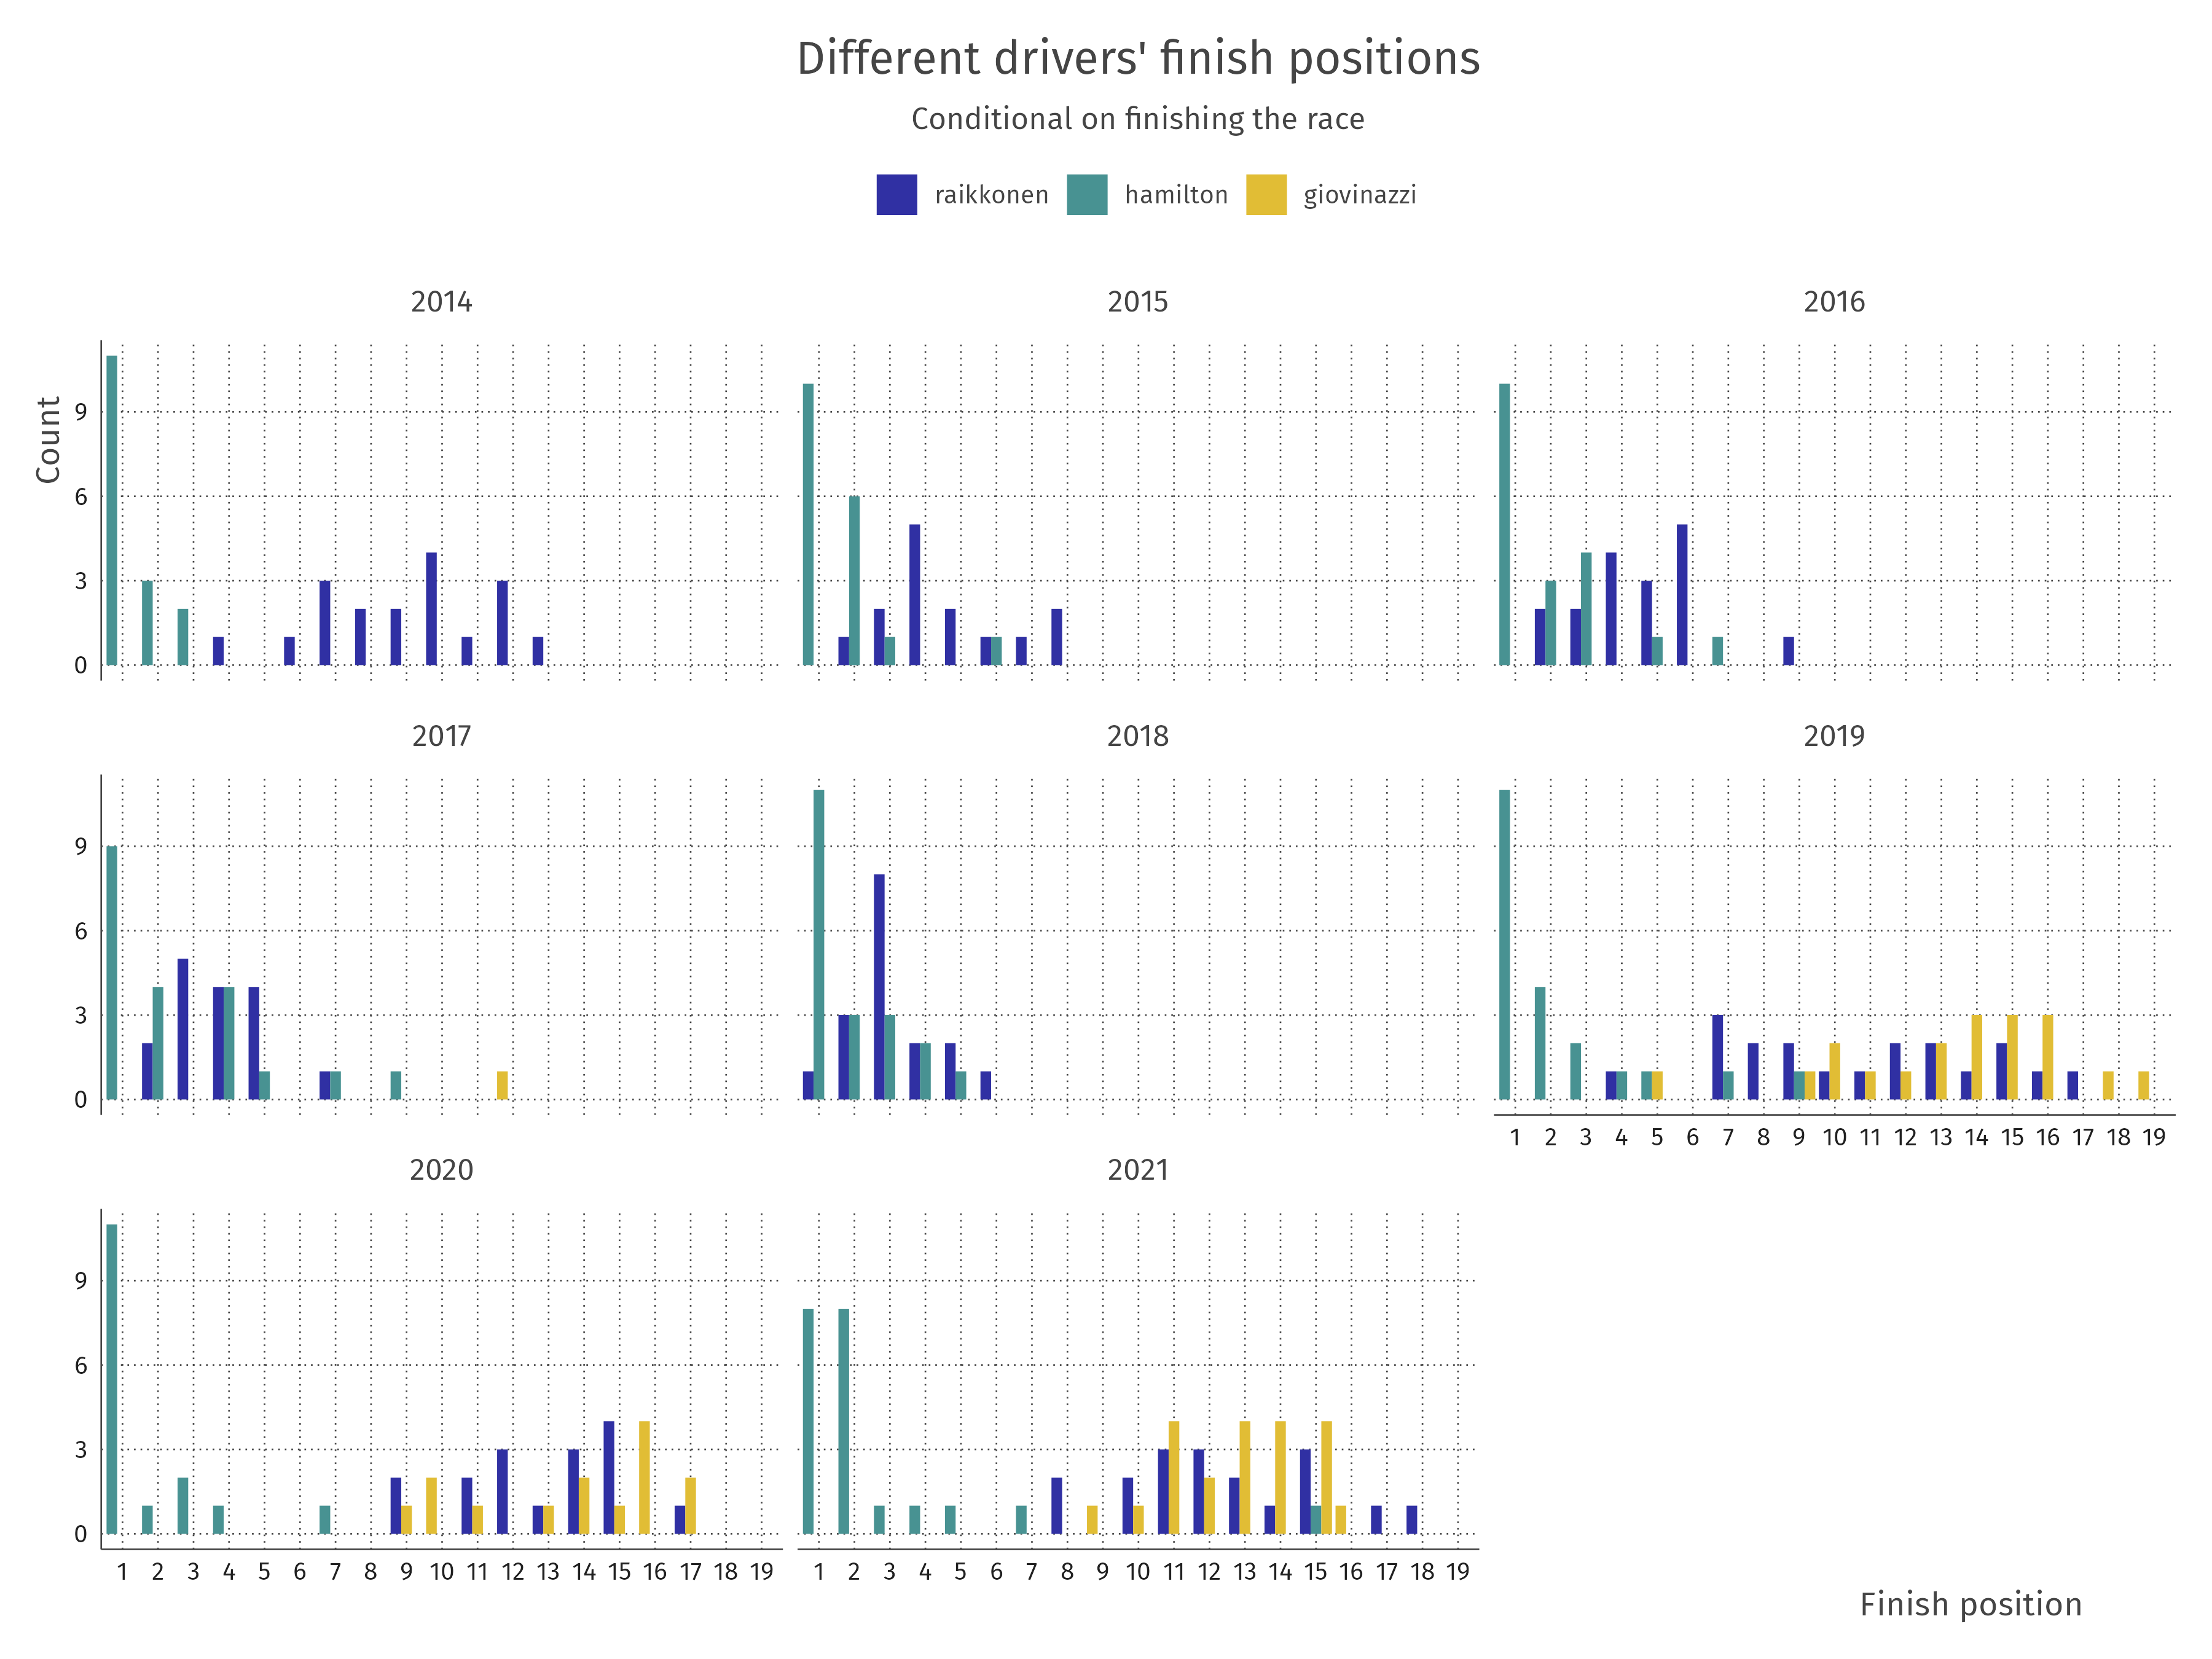 Different drivers' finish positions
Conditional on finishing the race
raikkonen hamilton giovinazzi
2014 2015 2016
Count
9
6
3
0
2017 2018 2019
9
6
3
0
1 2 3 4 5 6 7 8 9 10 11 12 13 14 15 16 17 18 19
2020 2021
9
6
3
0
1 2 3 4 5 6 7 8 9 10 11 12 13 14 15 16 17 18 19
1 2 3 4 5 6 7 8 9 10 11 12 13 14 15 16 17 18 19
Finish position